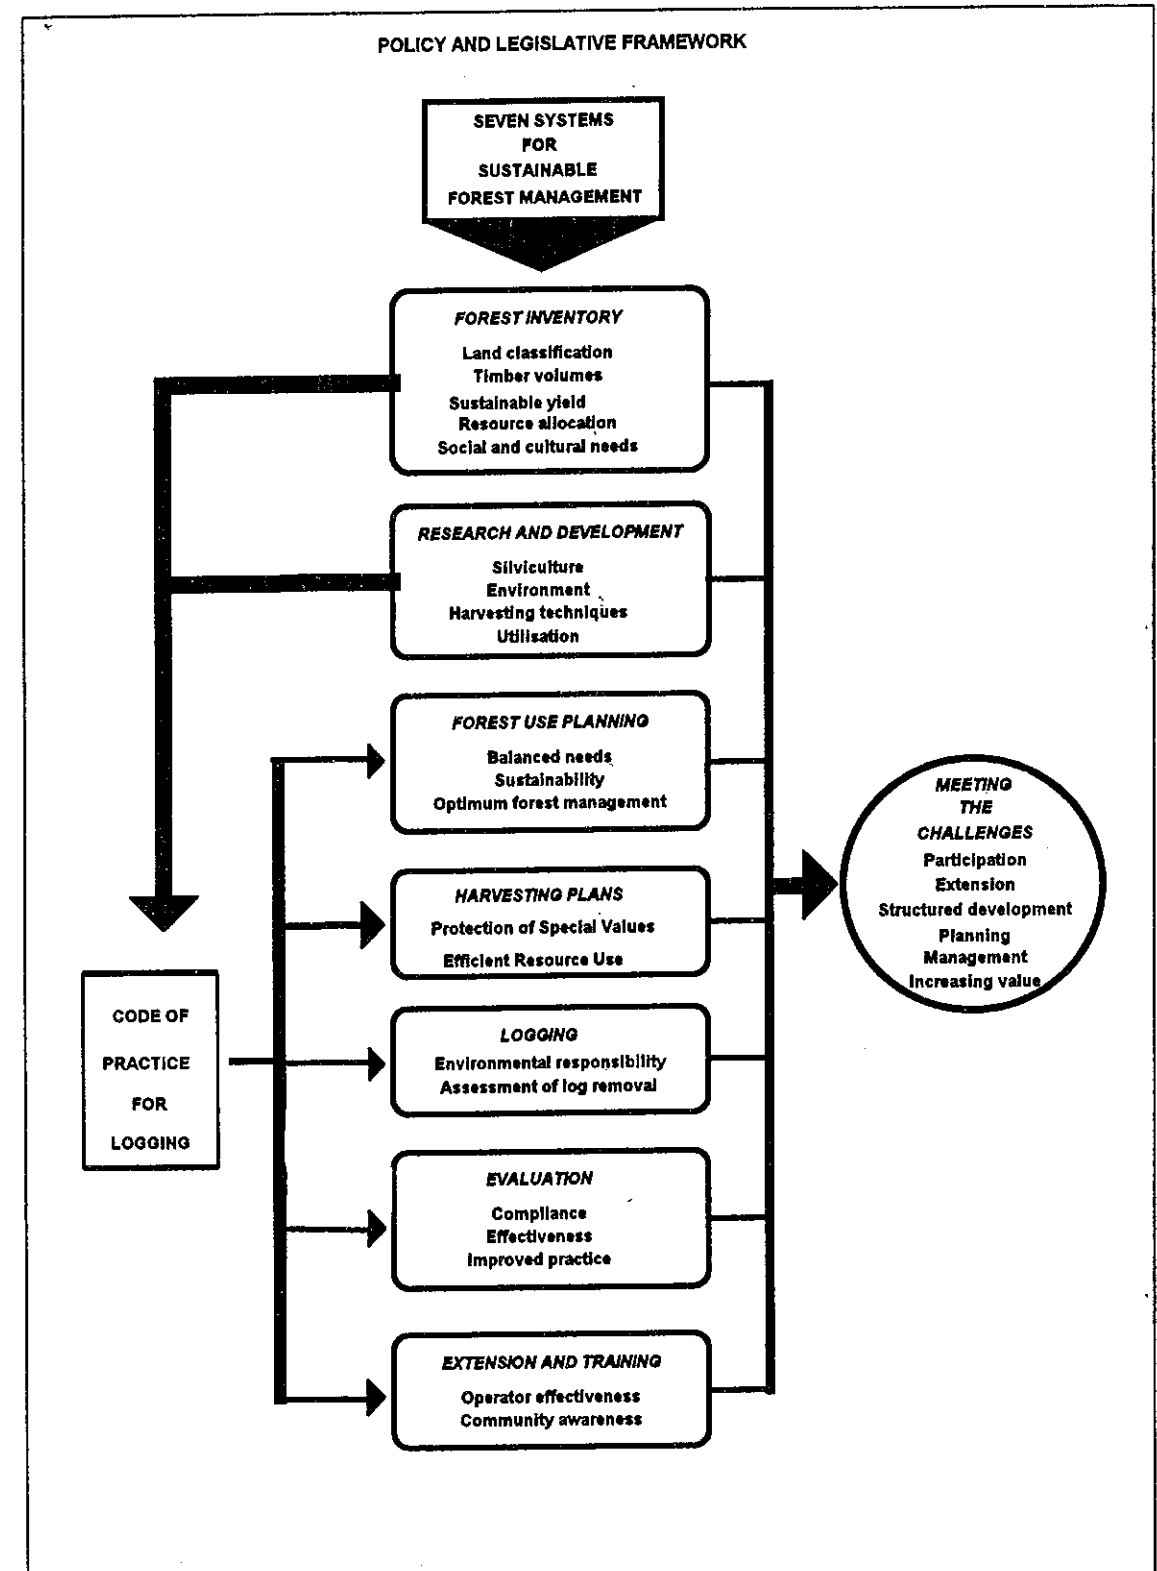 POLICY AND LEGISLATIVE FRAMEWORK
SEVEN SYSTEMS
FOR
SUSTAINABLE
FOREST MANAGEMENT
FOREST INVENTORY
Land classification
Timber volumes
Sustainable yield
Resource allocation
Social and cultural needs
RESEARCH AND DEVELOPMENT
Silviculture
Environment
Harvesting techniques
Utilisation
FOREST USE PLANNING
Balanced needs
Sustainability
Optimum forest management
HARVESTING PLANS
Protection of Special Values
Efficient Resource Use
LOGGING
Environmental responsibility
Assessment of log removal
EVALUATION
Compliance
Effectiveness
Improved practice
EXTENSION AND TRAINING
Operator effectiveness
Community awareness
CODE OF
PRACTICE
FOR
LOGGING
MEETING
THE
CHALLENGES
Participation
Extension
Structured development
Planning
Management
Increasing value